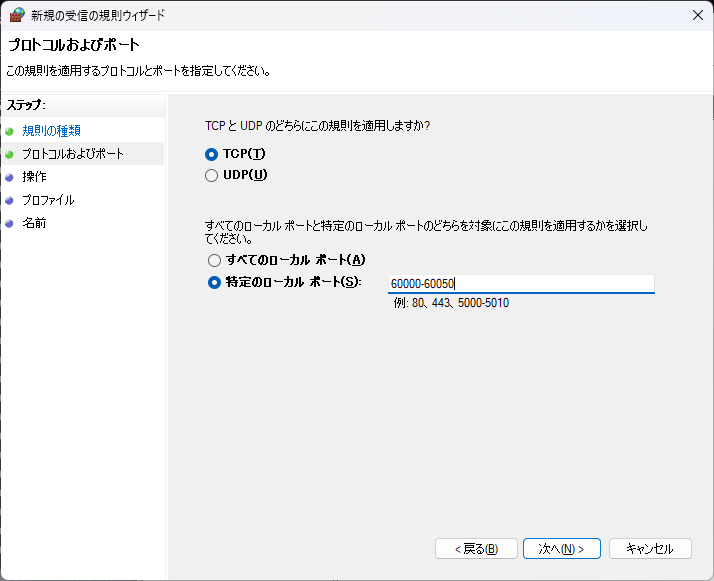 新規の受信の規則ウィザード
プロトコルおよびポート
この規則を適用するプロトコルとポートを指定してください。
ステップ:
規則の種類
プロトコルおよびポート
操作
プロファイル
名前
TCP と UDP のどちらにこの規則を適用しますか?
TCP(T)
UDP(U)
すべてのローカル ポートと特定のローカル ポートのどちらを対象にこの規則を適用するかを選択し
てください。
すべてのローカル ポート(A)
特定のローカル ポート(S):
60000-60050
例: 80、443、5000-5010
< 戻る(B)
次へ(N) >
キャンセル